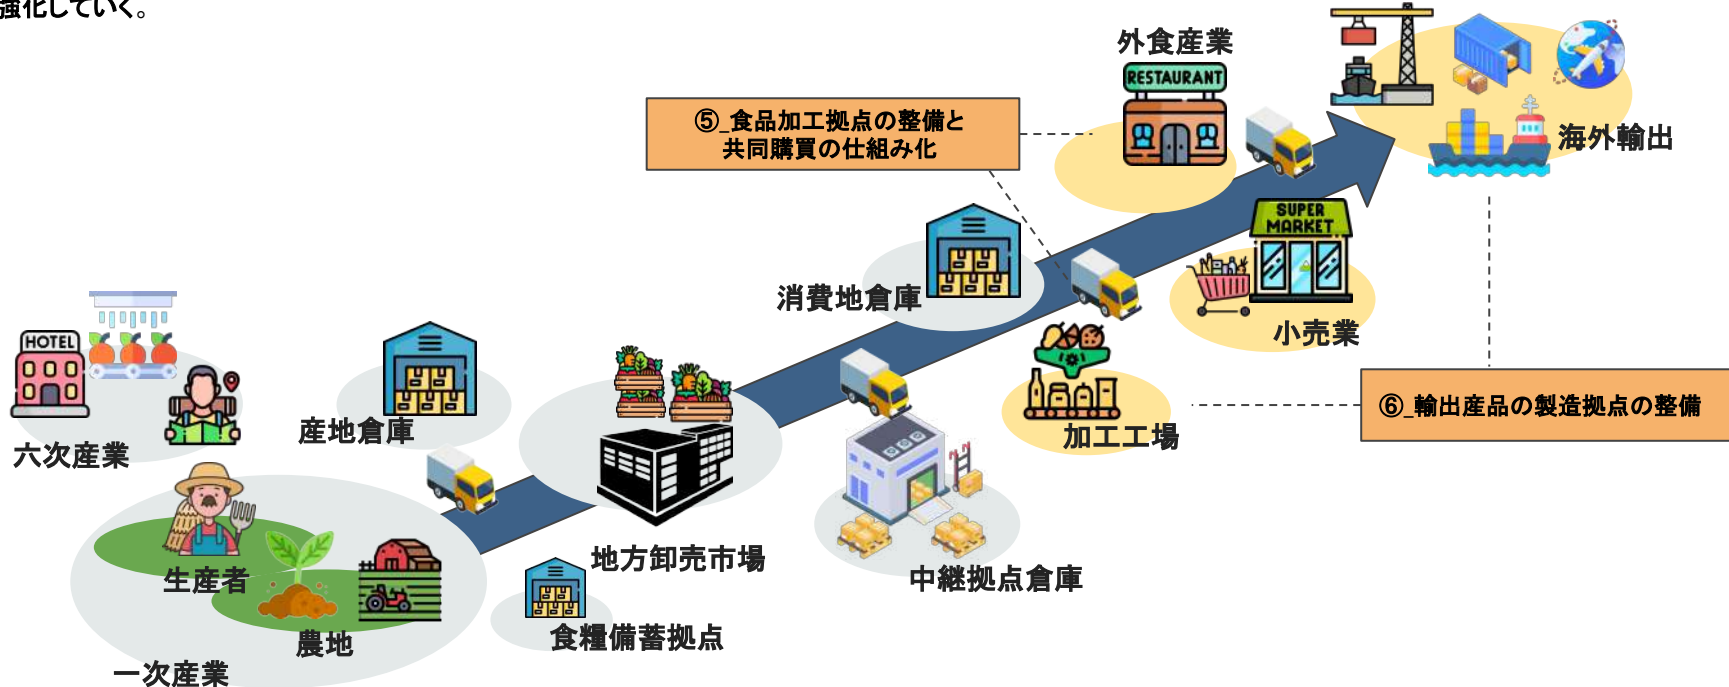 強化していく。
外食産業
RESTAURANT
⑤_食品加工拠点の整備と
共同購買の仕組み化
海外輸出
SUPER
MARKET
消費地倉庫
小売業
HOTEL
六次産業
産地倉庫
加工工場
⑥_輸出産品の製造拠点の整備
地方卸売市場
中継拠点倉庫
生産者
農地
食糧備蓄拠点
一次産業